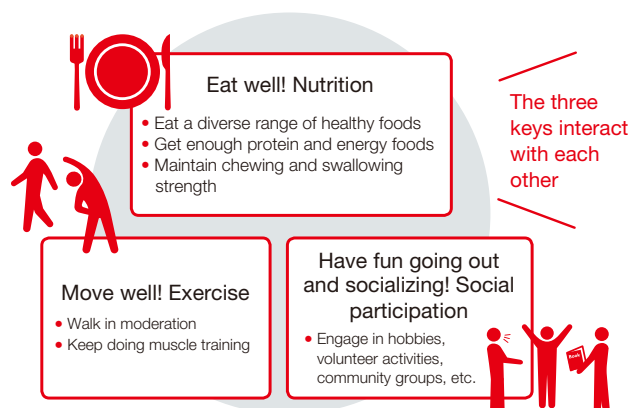 Eat well! Nutrition
• Eat a diverse range of healthy foods
• Get enough protein and energy foods
• Maintain chewing and swallowing
strength
The three
keys interact
with each
other
Move well! Exercise
• Walk in moderation
• Keep doing muscle training
Have fun going out
and socializing! Social
participation
• Engage in hobbies,
volunteer activities,
community groups, etc.
Book